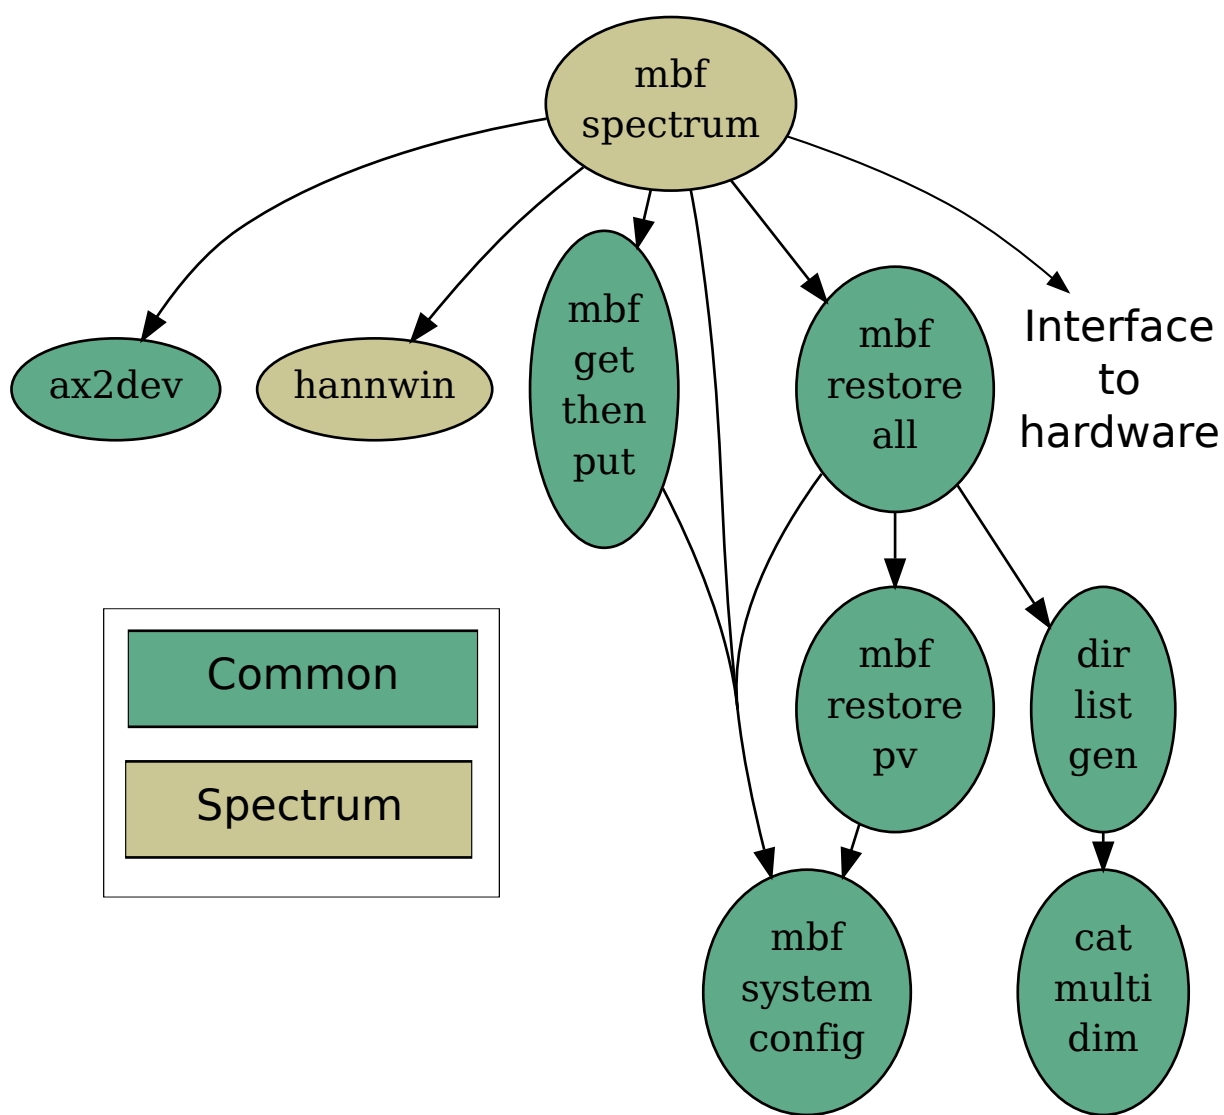 mbf
spectrum
ax2dev
hannwin
mbf
get
then
put
mbf
restore
all
Interface
to
hardware
Common
Spectrum
mbf
restore
pv
dir
list
gen
mbf
system
config
cat
multi
dim